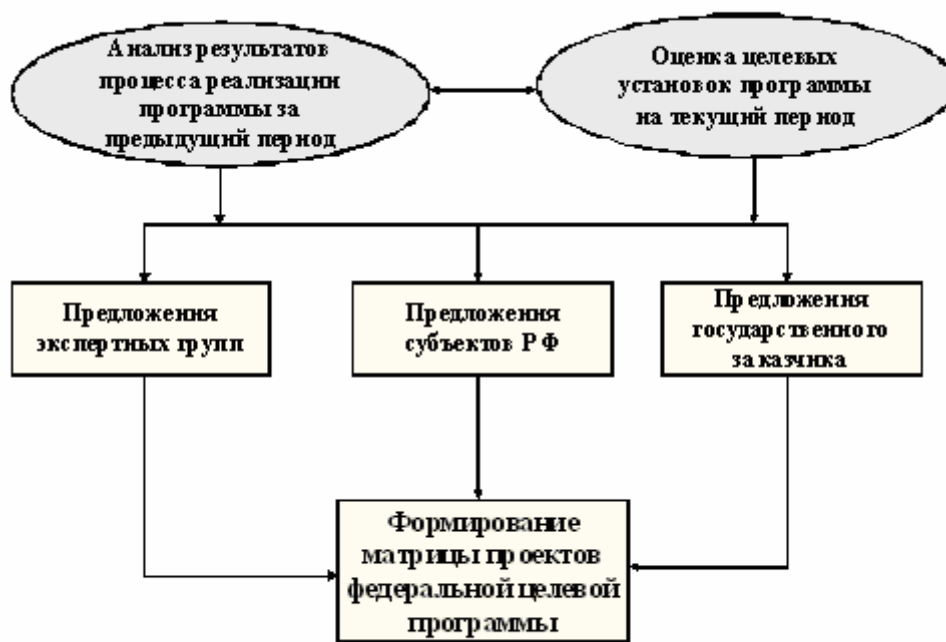 Анализ результатов
процесса реализации
программы за
предыдущий период
Оценка целевых
установок программы
на текущий период
Предложения
экспертных групп
Предложения
субъектов РФ
Предложения
государственного
заказчика
Формирование
матрицы проектов
федеральной целевой
программы